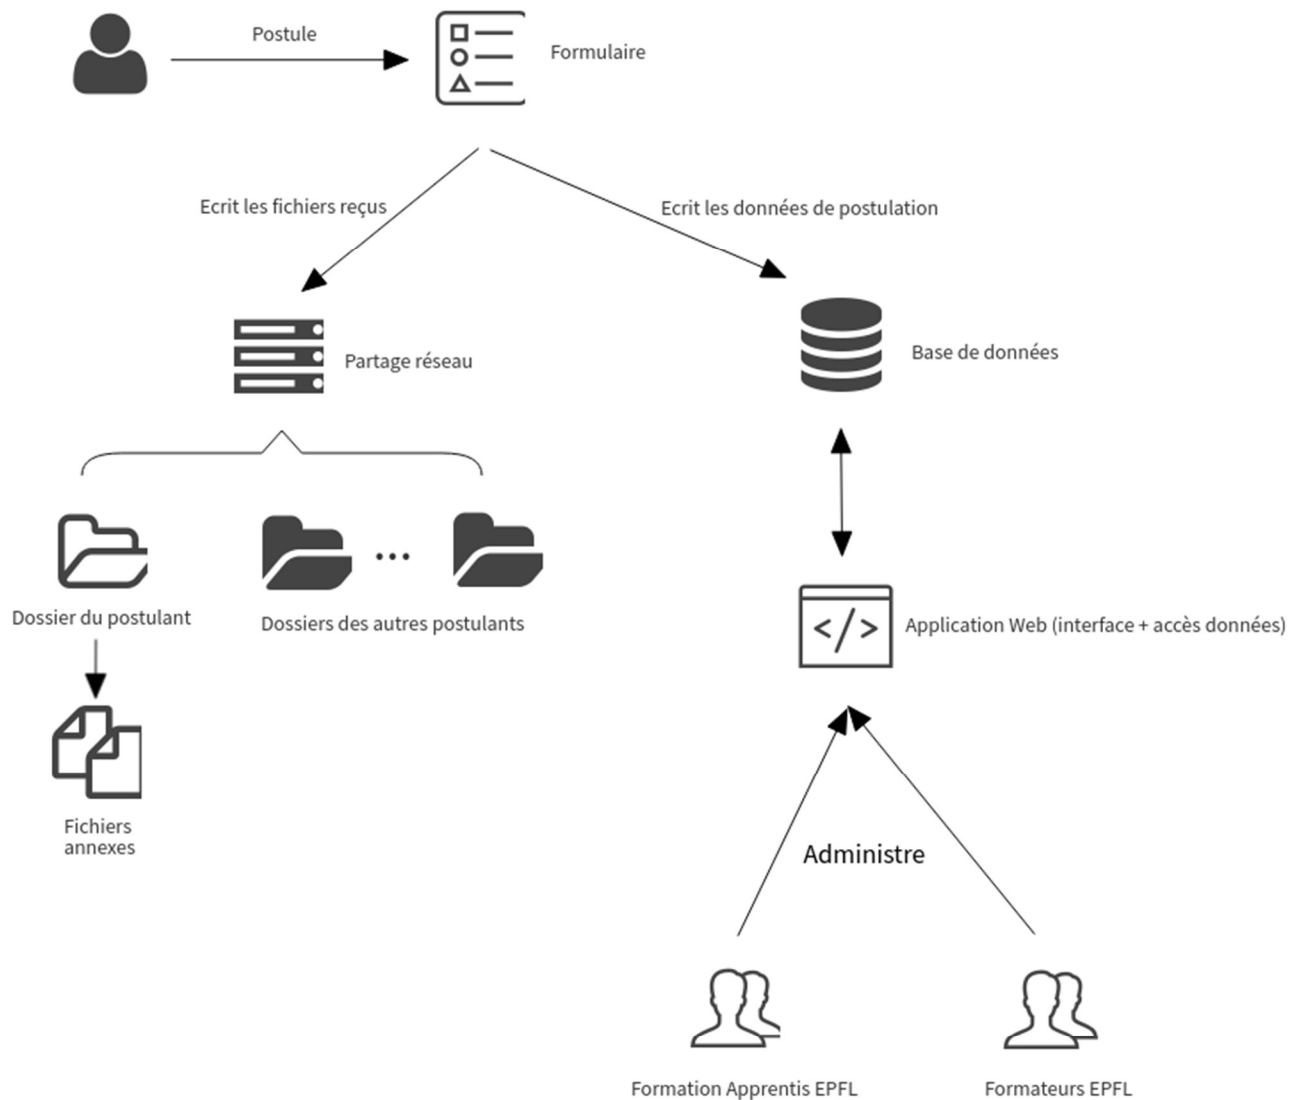 Postule
Formulaire
Ecrit les fichiers reçus
Ecrit les données de postulation
Partage réseau
Base de données
...
Dossier du postulant
Dossiers des autres postulants
</>
Application Web (interface + accès données)
Fichiers
annexes
Administre
Formation Apprentis EPFL
Formateurs EPFL